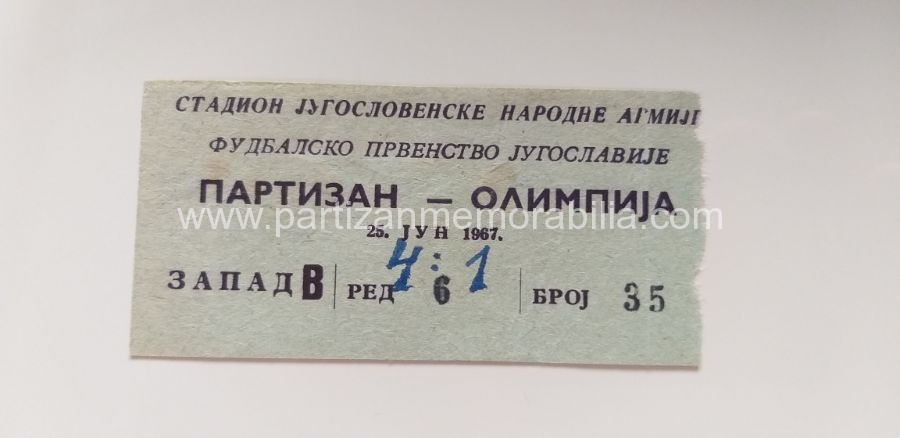 СТАДИОН ЈУГОСЛОВЕНСКЕ НАРОДНЕ АРМИЈЕ
ФУДБАЛСКО ПРВЕНСТВО ЈУГОСЛАВИЈЕ
ПАРТИЗАН – ОЛИМПИЈА
www.partizanmemorabilia.com
25. ЈУН 1967.
4:1
ЗАПАД В РЕД 6 БРОЈ 35